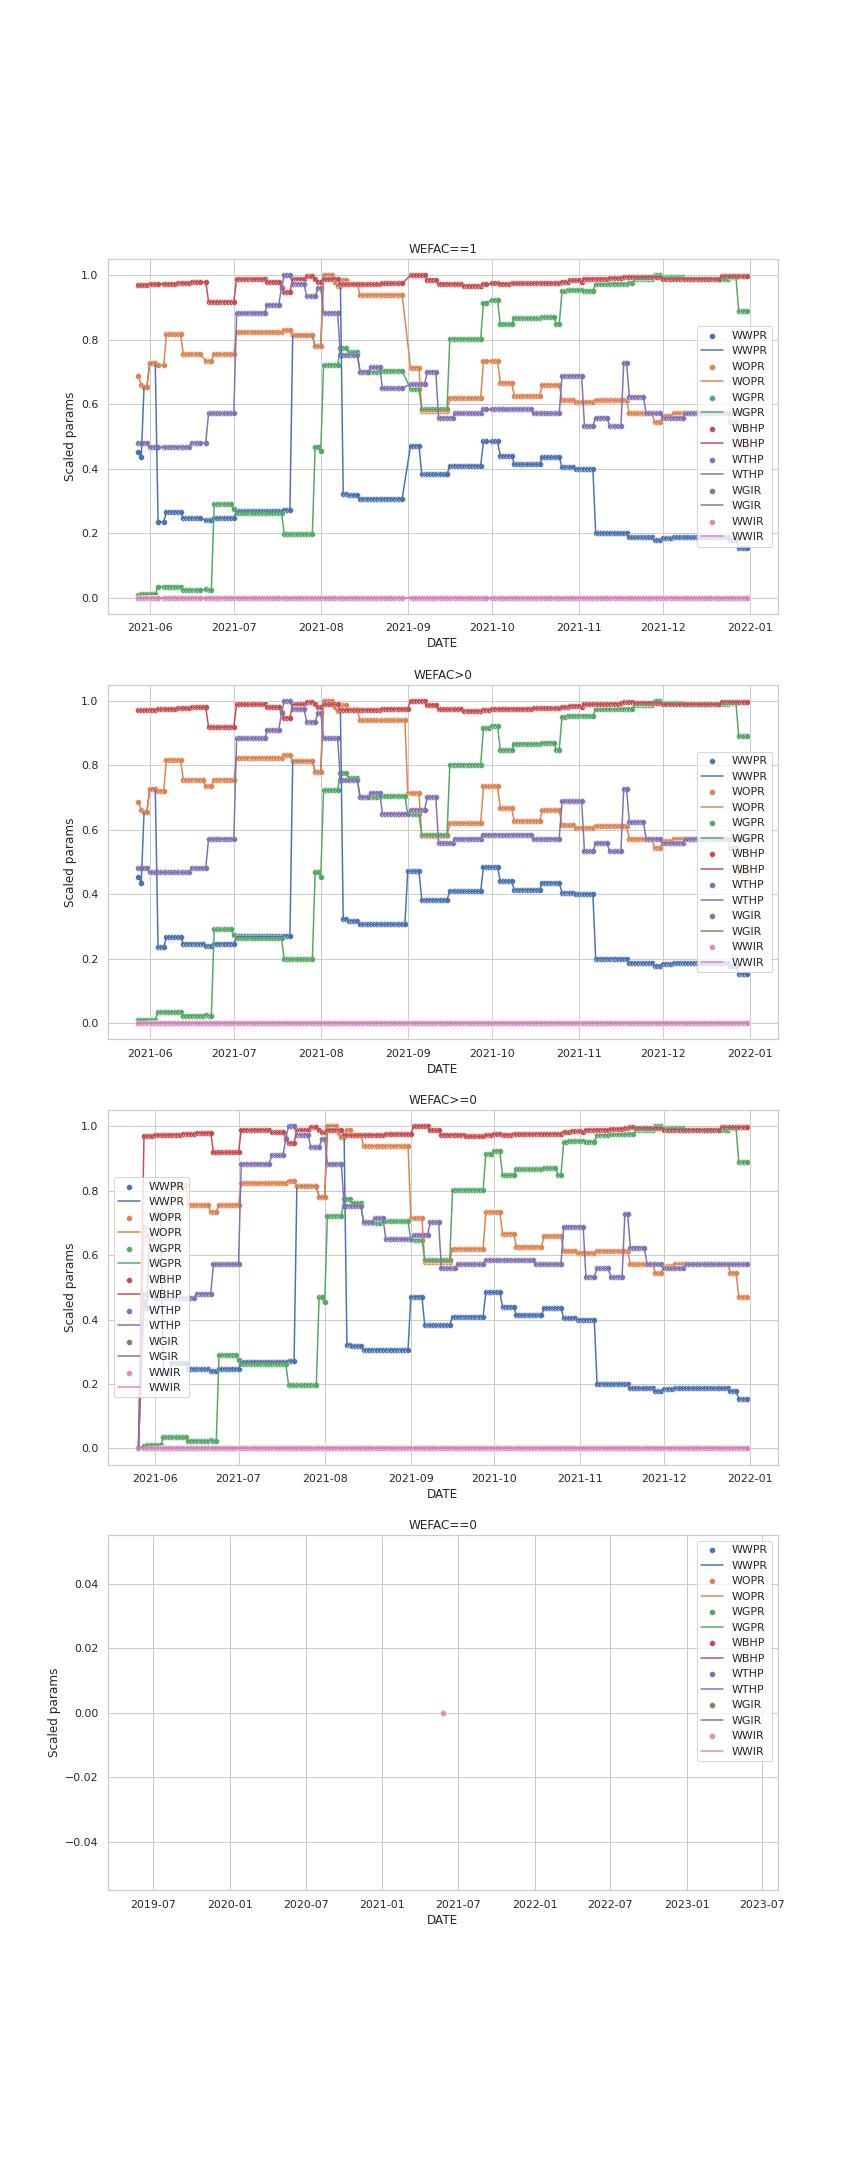 WEFAC==1
1.0
0.8
0.6
0.4
0.2
0.0
Scaled params
WWPR
WWPR
WOPR
WOPR
WGPR
WGPR
WBHP
WBHP
WTHP
WTHP
WGIR
WGIR
WWIR
WWIR
2021-06 2021-07 2021-08 2021-09 2021-10 2021-11 2021-12 2022-01
DATE
WEFAC>0
1.0
0.8
0.6
0.4
0.2
0.0
Scaled params
WWPR
WWPR
WOPR
WOPR
WGPR
WGPR
WBHP
WBHP
WTHP
WTHP
WGIR
WGIR
WWIR
WWIR
2021-06 2021-07 2021-08 2021-09 2021-10 2021-11 2021-12 2022-01
DATE
WEFAC>=0
1.0
0.8
0.6
0.4
0.2
0.0
Scaled params
WWPR
WWPR
WOPR
WOPR
WGPR
WGPR
WBHP
WBHP
WTHP
WTHP
WGIR
WGIR
WWIR
WWIR
2021-06 2021-07 2021-08 2021-09 2021-10 2021-11 2021-12 2022-01
DATE
WEFAC==0
0.04
0.02
0.00
−0.02
−0.04
Scaled params
WWPR
WWPR
WOPR
WOPR
WGPR
WGPR
WBHP
WBHP
WTHP
WTHP
WGIR
WGIR
WWIR
WWIR
2019-07 2020-01 2020-07 2021-01 2021-07 2022-01 2022-07 2023-01 2023-07
DATE